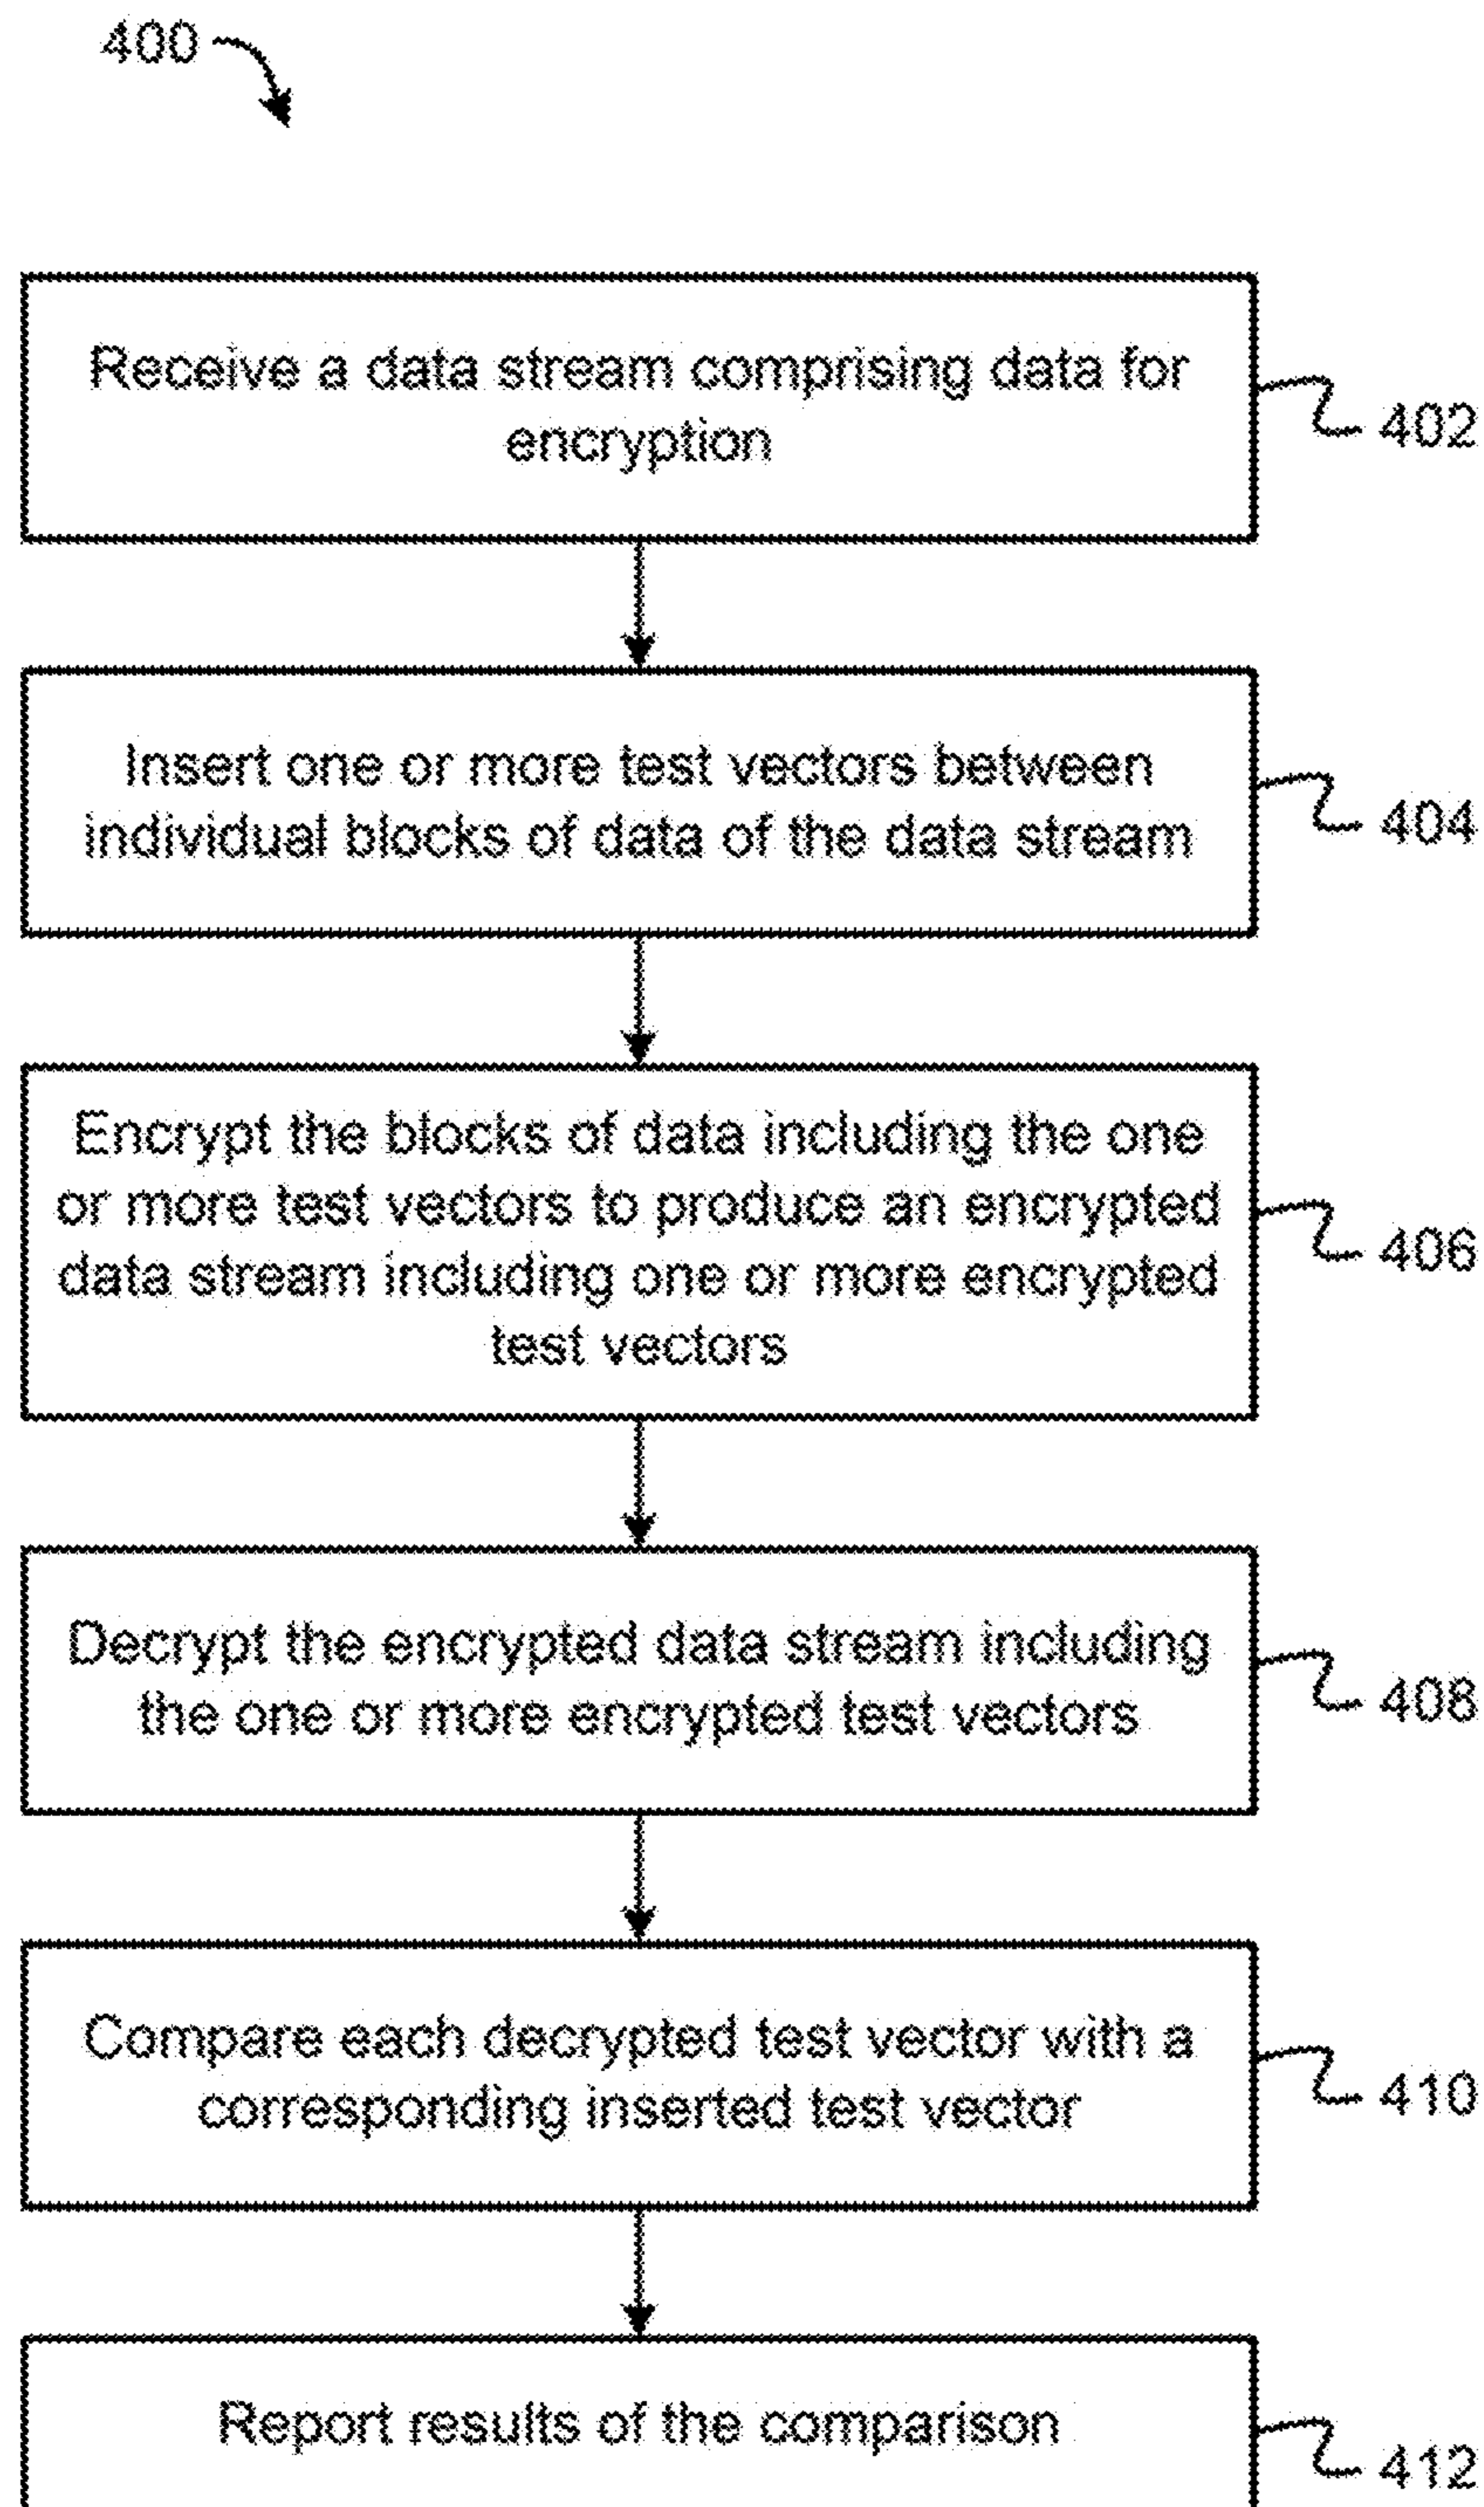 400
Receive a data stream comprising data for
encryption
402
Insert one or more test vectors between
individual blocks of data of the data stream
404
Encrypt the blocks of data including the one
or more test vectors to produce an encrypted
data stream including one or more encrypted
test vectors
406
Decrypt the encrypted data stream including
the one or more encrypted test vectors
408
Compare each decrypted test vector with a
corresponding inserted test vector
410
Report results of the comparison
412